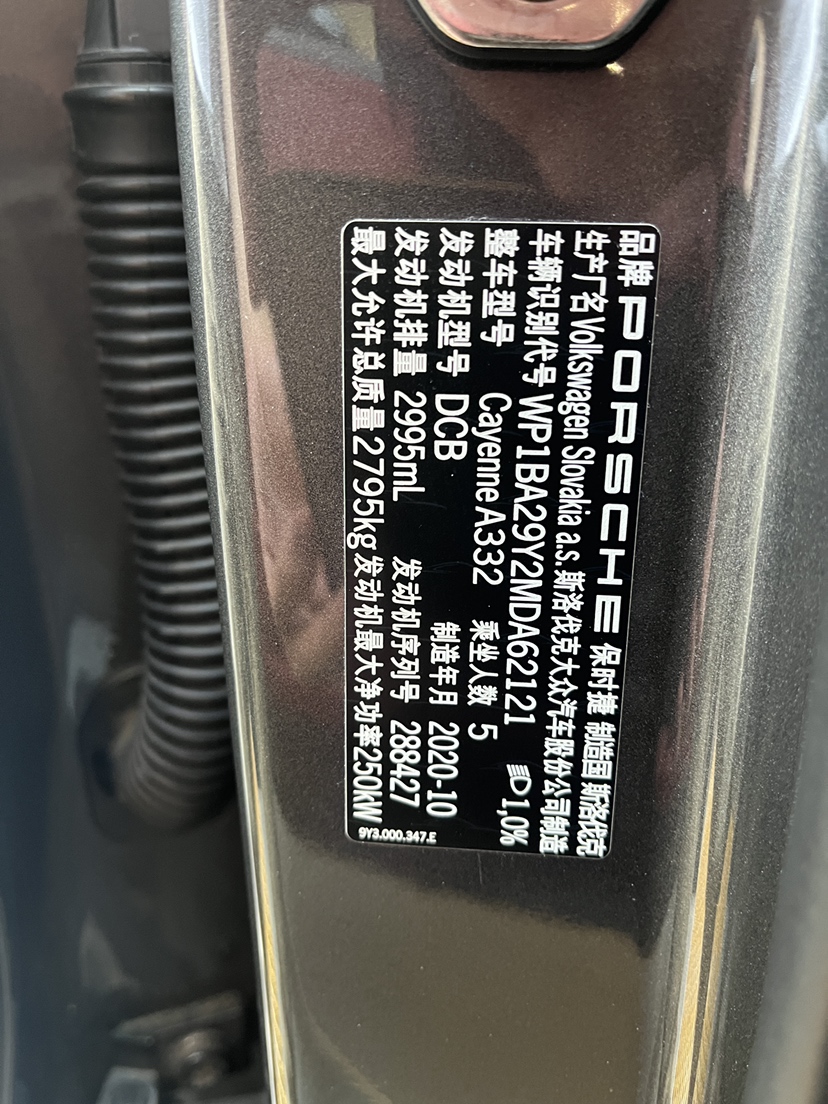 品牌 PORSCHE 保时捷 制造国 斯洛伐克
生产厂名 Volkswagen Slovakia a.s. 斯洛伐克大众汽车股份公司制造
车辆识别代号 WP1BA29Y2MDA62121 1,0%
整车型号 Cayenne A332 乘坐人数 5
发动机型号 DCB 制造年月 2020-10
发动机排量 2995mL 发动机序列号 288427
最大允许总质量 2795kg 发动机最大净功率 250kW
9Y3.000.347.E